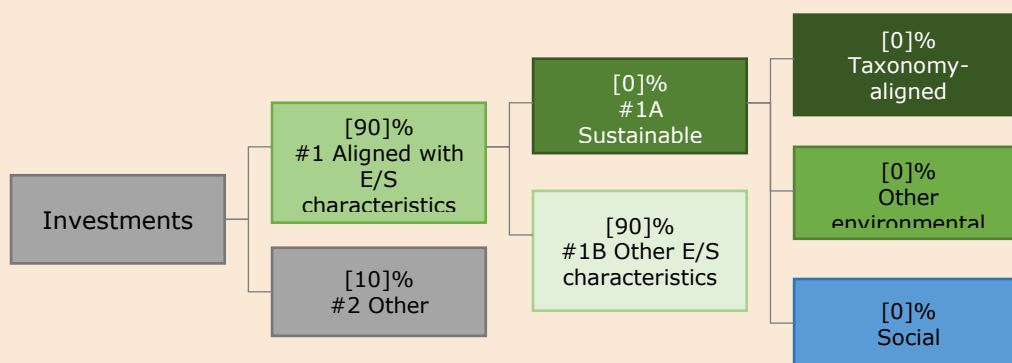 Investments
[90]%
#1 Aligned with
E/S
characteristics
[10]%
#2 Other
[0]%
#1A
Sustainable
[90]%
#1B Other E/S
characteristics
[0]%
Taxonomy-
aligned
[0]%
Other
environmental
[0]%
Social